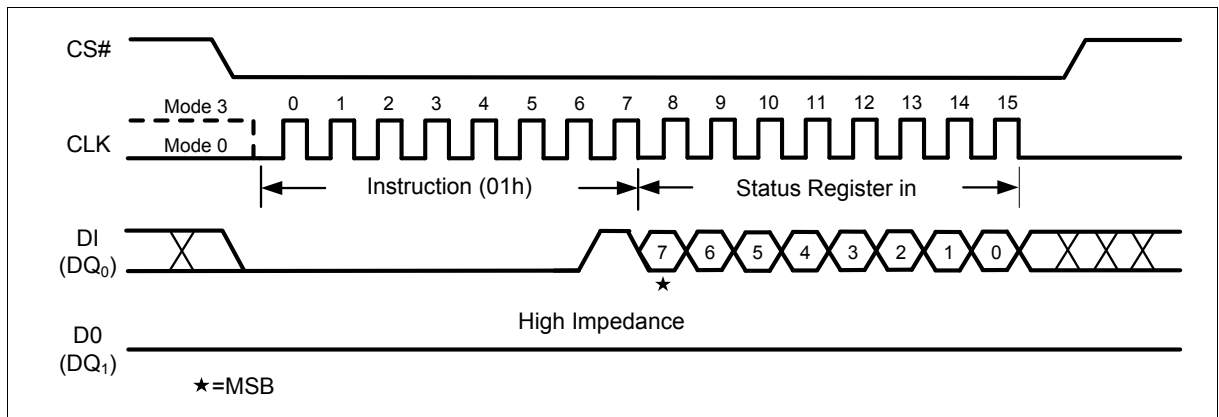 CS#
Mode 3
0 1 2 3 4 5 6 7 8 9 10 11 12 13 14 15
CLK
Mode 0
Instruction (01h)
Status Register in
DI
(DQ0)
7 6 5 4 3 2 1 0
★
High Impedance
D0
(DQ1)
★=MSB